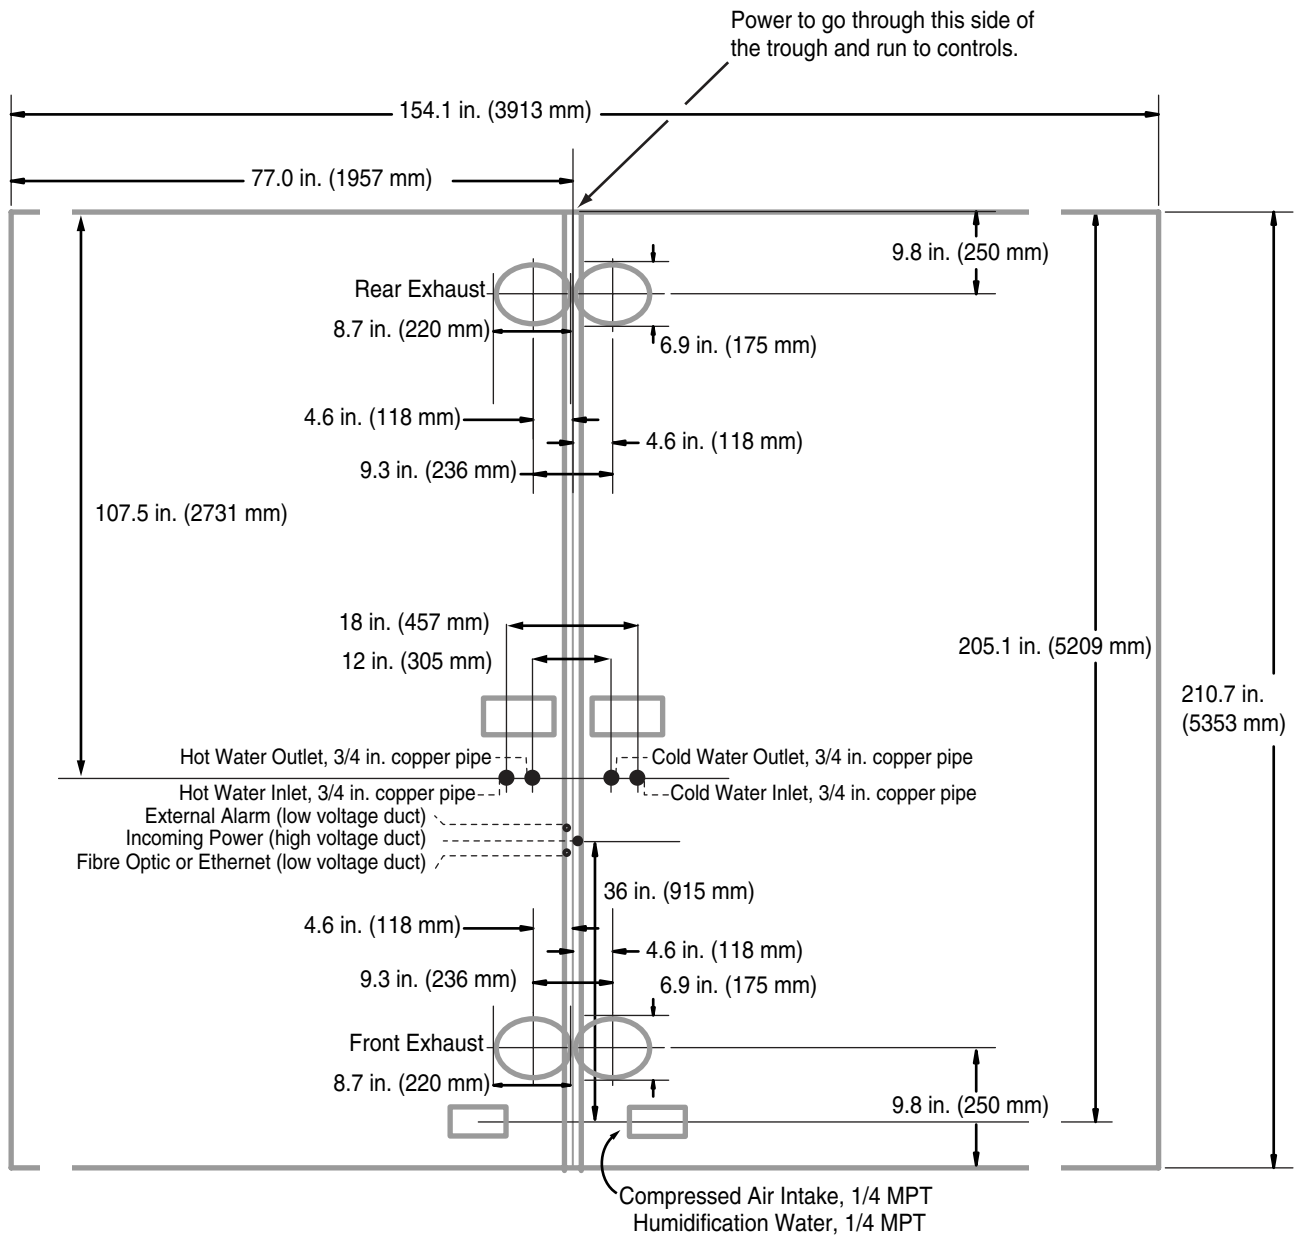 Power to go through this side of
the trough and run to controls.
154.1 in. (3913 mm)
77.0 in. (1957 mm)
9.8 in. (250 mm)
Rear Exhaust
8.7 in. (220 mm)
6.9 in. (175 mm)
4.6 in. (118 mm)
4.6 in. (118 mm)
9.3 in. (236 mm)
107.5 in. (2731 mm)
18 in. (457 mm)
12 in. (305 mm)
205.1 in. (5209 mm)
210.7 in.
(5353 mm)
Hot Water Outlet, 3/4 in. copper pipe
Cold Water Outlet, 3/4 in. copper pipe
Hot Water Inlet, 3/4 in. copper pipe
Cold Water Inlet, 3/4 in. copper pipe
External Alarm (low voltage duct)
Incoming Power (high voltage duct)
Fibre Optic or Ethernet (low voltage duct)
36 in. (915 mm)
4.6 in. (118 mm)
4.6 in. (118 mm)
9.3 in. (236 mm)
6.9 in. (175 mm)
Front Exhaust
8.7 in. (220 mm)
9.8 in. (250 mm)
Compressed Air Intake, 1/4 MPT
Humidification Water, 1/4 MPT